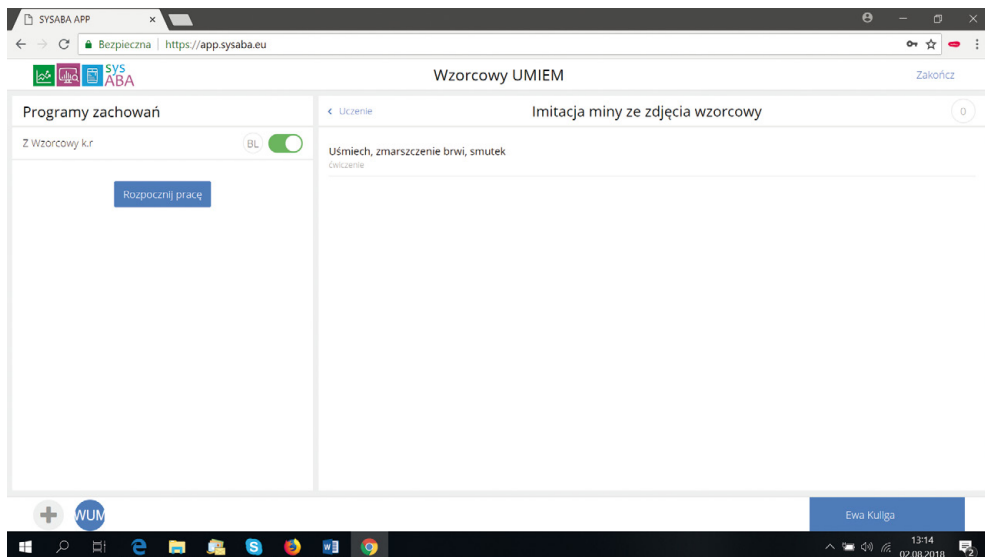 SYSABA APP
Bezpieczna | https://app.sysaba.eu
SYS
ABA
Wzorcowy UMIEM
Zakończ
Programy zachowań
Uczenie
Imitacja miny ze zdjęcia wzorcowy
0
Z Wzorcowy k.r
BL
Uśmiech, zmarszczenie brwi, smutek
ćwiczenie
Rozpocznij pracę
WUM
Ewa Kuliga
13:14
02.08.2018
2